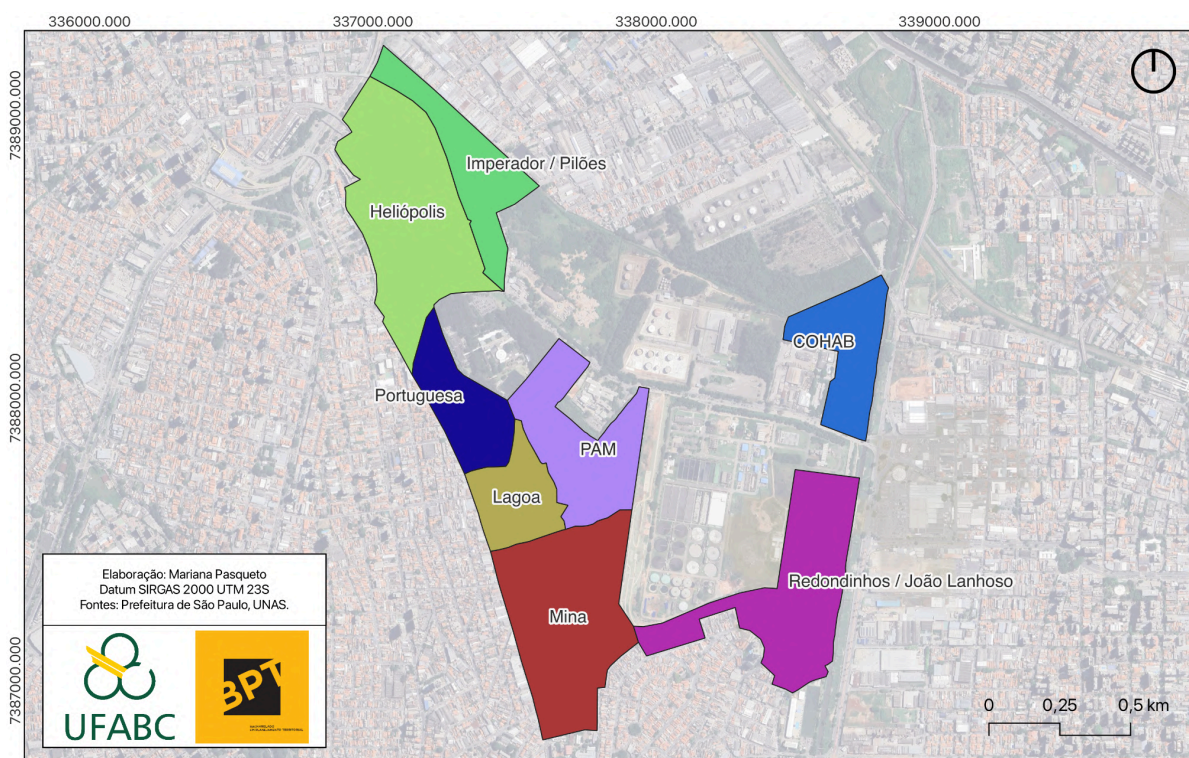 336000.000
337000.000
338000.000
339000.000
7389000.000
7388000.000
7387000.000
Imperador / Pilões
Heliópolis
COHAB
Portuguesa
PAM
Lagoa
Redondinhos / João Lanhoso
Mina
Elaboração: Mariana Pasqueto
Datum SIRGAS 2000 UTM 23S
Fontes: Prefeitura de São Paulo, UNAS.
UFABC
BPT
0 0,25 0,5 km